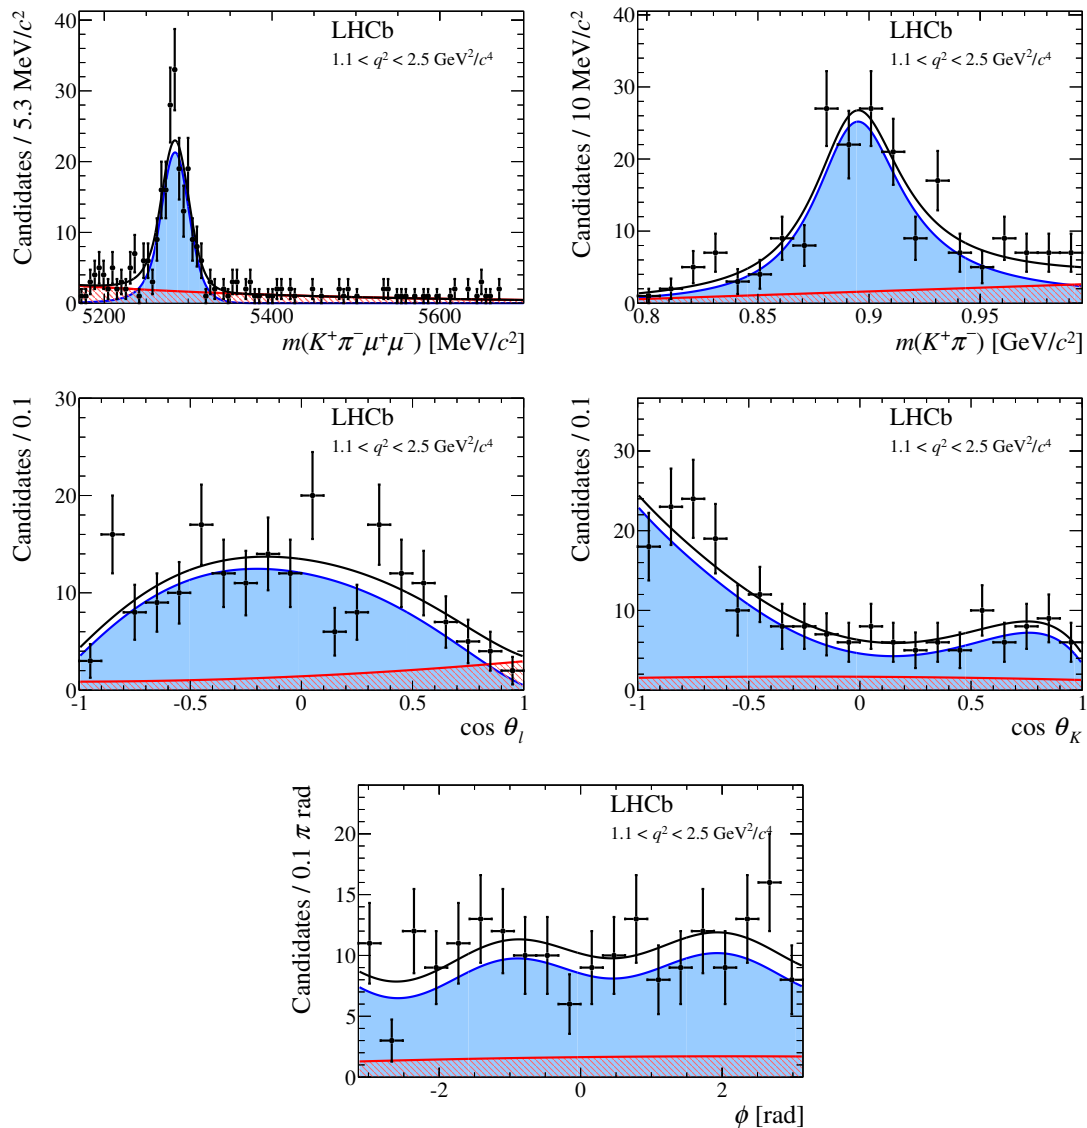 Candidates / 5.3 MeV/c²
40
30
20
10
0
LHCb
1.1 < q² < 2.5 GeV²/c⁴
5200 5400 5600
m(K⁺π⁻μ⁺μ⁻) [MeV/c²]
Candidates / 10 MeV/c²
40
30
20
10
0
LHCb
1.1 < q² < 2.5 GeV²/c⁴
0.8 0.85 0.9 0.95
m(K⁺π⁻) [GeV/c²]
Candidates / 0.1
30
20
10
0
LHCb
1.1 < q² < 2.5 GeV²/c⁴
-1 -0.5 0 0.5 1
cos θ_l
Candidates / 0.1
30
20
10
0
LHCb
1.1 < q² < 2.5 GeV²/c⁴
-1 -0.5 0 0.5 1
cos θ_K
Candidates / 0.1 π rad
20
15
10
5
0
LHCb
1.1 < q² < 2.5 GeV²/c⁴
-2 0 2
ϕ [rad]